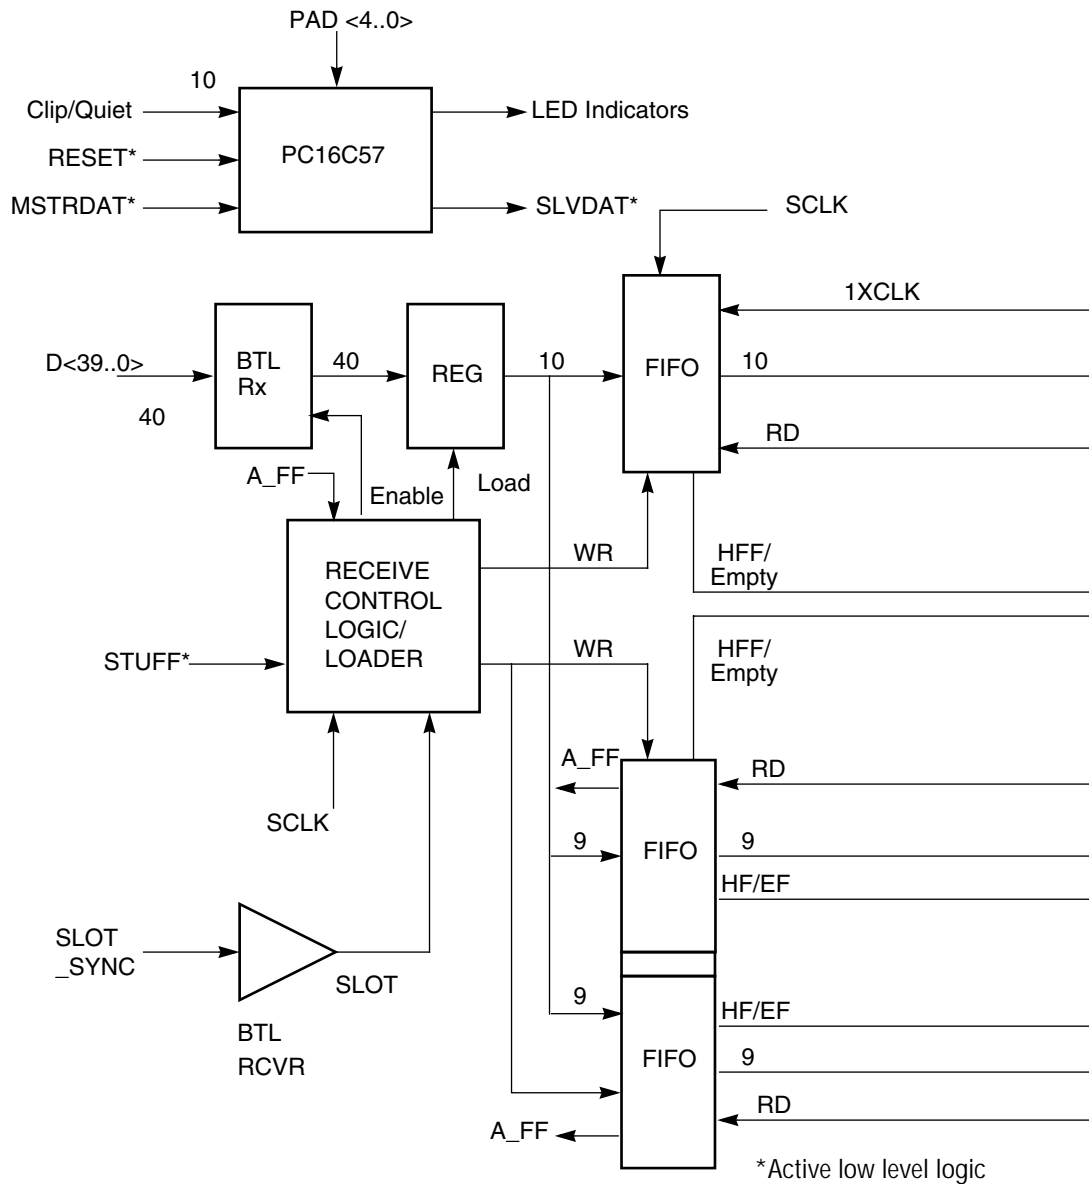 PAD <4..0>
10
Clip/Quiet
LED Indicators
RESET*
PC16C57
MSTRDAT*
SLVDAT*
SCLK
1XCLK
D<39..0>
40
BTL
Rx
40
REG
10
FIFO
10
RD
A_FF
Enable
Load
WR
HFF/
Empty
RECEIVE
CONTROL
LOGIC/
LOADER
STUFF*
WR
HFF/
Empty
SCLK
A_FF
RD
9
FIFO
9
HF/EF
SLOT
_SYNC
SLOT
BTL
RCVR
9
HF/EF
FIFO
9
RD
A_FF
*Active low level logic